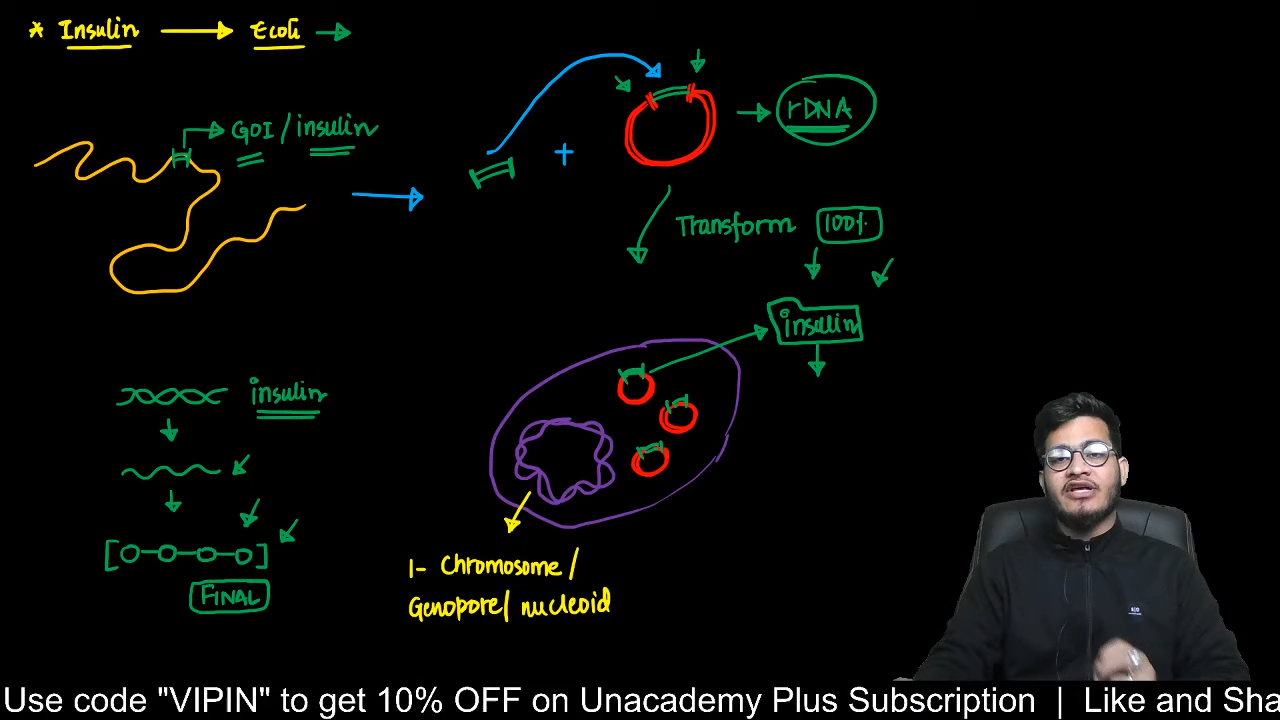 * Insulin → Ecoli →
GOI / insulin
+
rDNA
Transform 100%
insulin
insulin
FINAL
1- Chromosome /
Genopore / nucleoid
Use code "VIPIN" to get 10% OFF on Unacademy Plus Subscription | Like and Sha